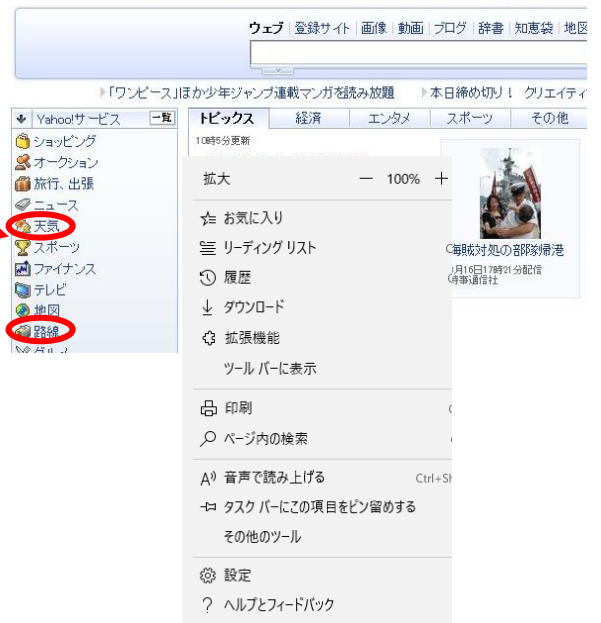 ウェブ 登録サイト 画像 動画 ブログ 辞書 知恵袋 地図
「ワンピース」ほか少年ジャンプ連載マンガを読み放題 本日締め切り! クリエイティ
Yahoo!サービス 一覧
ショッピング
オークション
旅行、出張
ニュース
天気
スポーツ
ファイナンス
テレビ
地図
路線
グルメ
トピックス 経済 エンタメ スポーツ その他
10時5分更新
海賊対処の部隊帰港
月16日17時21分配信
時事通信社
拡大 — 100% +
お気に入り
リーディング リスト
履歴
ダウンロード
拡張機能
ツール バーに表示
印刷
ページ内の検索
音声で読み上げる Ctrl+Sh
タスク バーにこの項目をピン留めする
その他のツール
設定
ヘルプとフィードバック